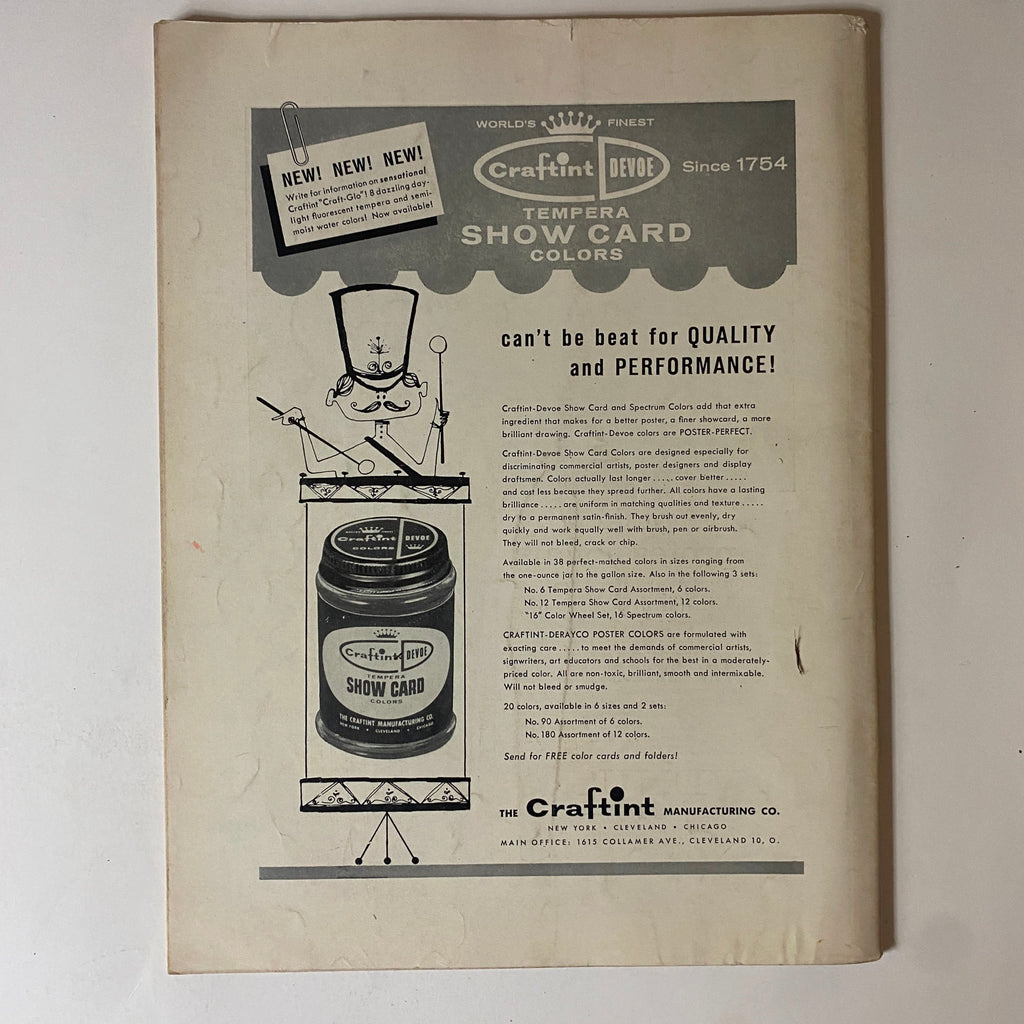 NEW! NEW! NEW!
Write for information on sensational
Craftint "Craft-Glo"! 8 dazzling day-
light fluorescent tempera and semi-
moist water colors! Now available!
WORLD'S FINEST
Craftint DEVOE
Since 1754
TEMPERA
SHOW CARD
COLORS
can't be beat for QUALITY
and PERFORMANCE!
Craftint-Devoe Show Card and Spectrum Colors add that extra
ingredient that makes for a better poster, a finer showcard, a more
brilliant drawing. Craftint-Devoe colors are POSTER-PERFECT.
Craftint-Devoe Show Card Colors are designed especially for
discriminating commercial artists, poster designers and display
draftsmen. Colors actually last longer . . . . . cover better . . . . .
and cost less because they spread further. All colors have a lasting
brilliance . . . . . are uniform in matching qualities and texture . . . . .
dry to a permanent satin-finish. They brush out evenly, dry
quickly and work equally well with brush, pen or airbrush.
They will not bleed, crack or chip.
Available in 38 perfect-matched colors in sizes ranging from
the one-ounce jar to the gallon size. Also in the following 3 sets:
No. 6 Tempera Show Card Assortment, 6 colors.
No. 12 Tempera Show Card Assortment, 12 colors.
"16" Color Wheel Set, 16 Spectrum colors.
CRAFTINT-DERAYCO POSTER COLORS are formulated with
exacting care . . . . . to meet the demands of commercial artists,
signwriters, art educators and schools for the best in a moderately-
priced color. All are non-toxic, brilliant, smooth and intermixable.
Will not bleed or smudge.
20 colors, available in 6 sizes and 2 sets:
No. 90 Assortment of 6 colors.
No. 180 Assortment of 12 colors.
Send for FREE color cards and folders!
Craftint DEVOE
COLORS
Craftint DEVOE
TEMPERA
SHOW CARD
COLORS
THE CRAFTINT MANUFACTURING CO.
NEW YORK • CLEVELAND • CHICAGO
THE Craftint MANUFACTURING CO.
NEW YORK • CLEVELAND • CHICAGO
MAIN OFFICE: 1615 COLLAMER AVE., CLEVELAND 10, O.